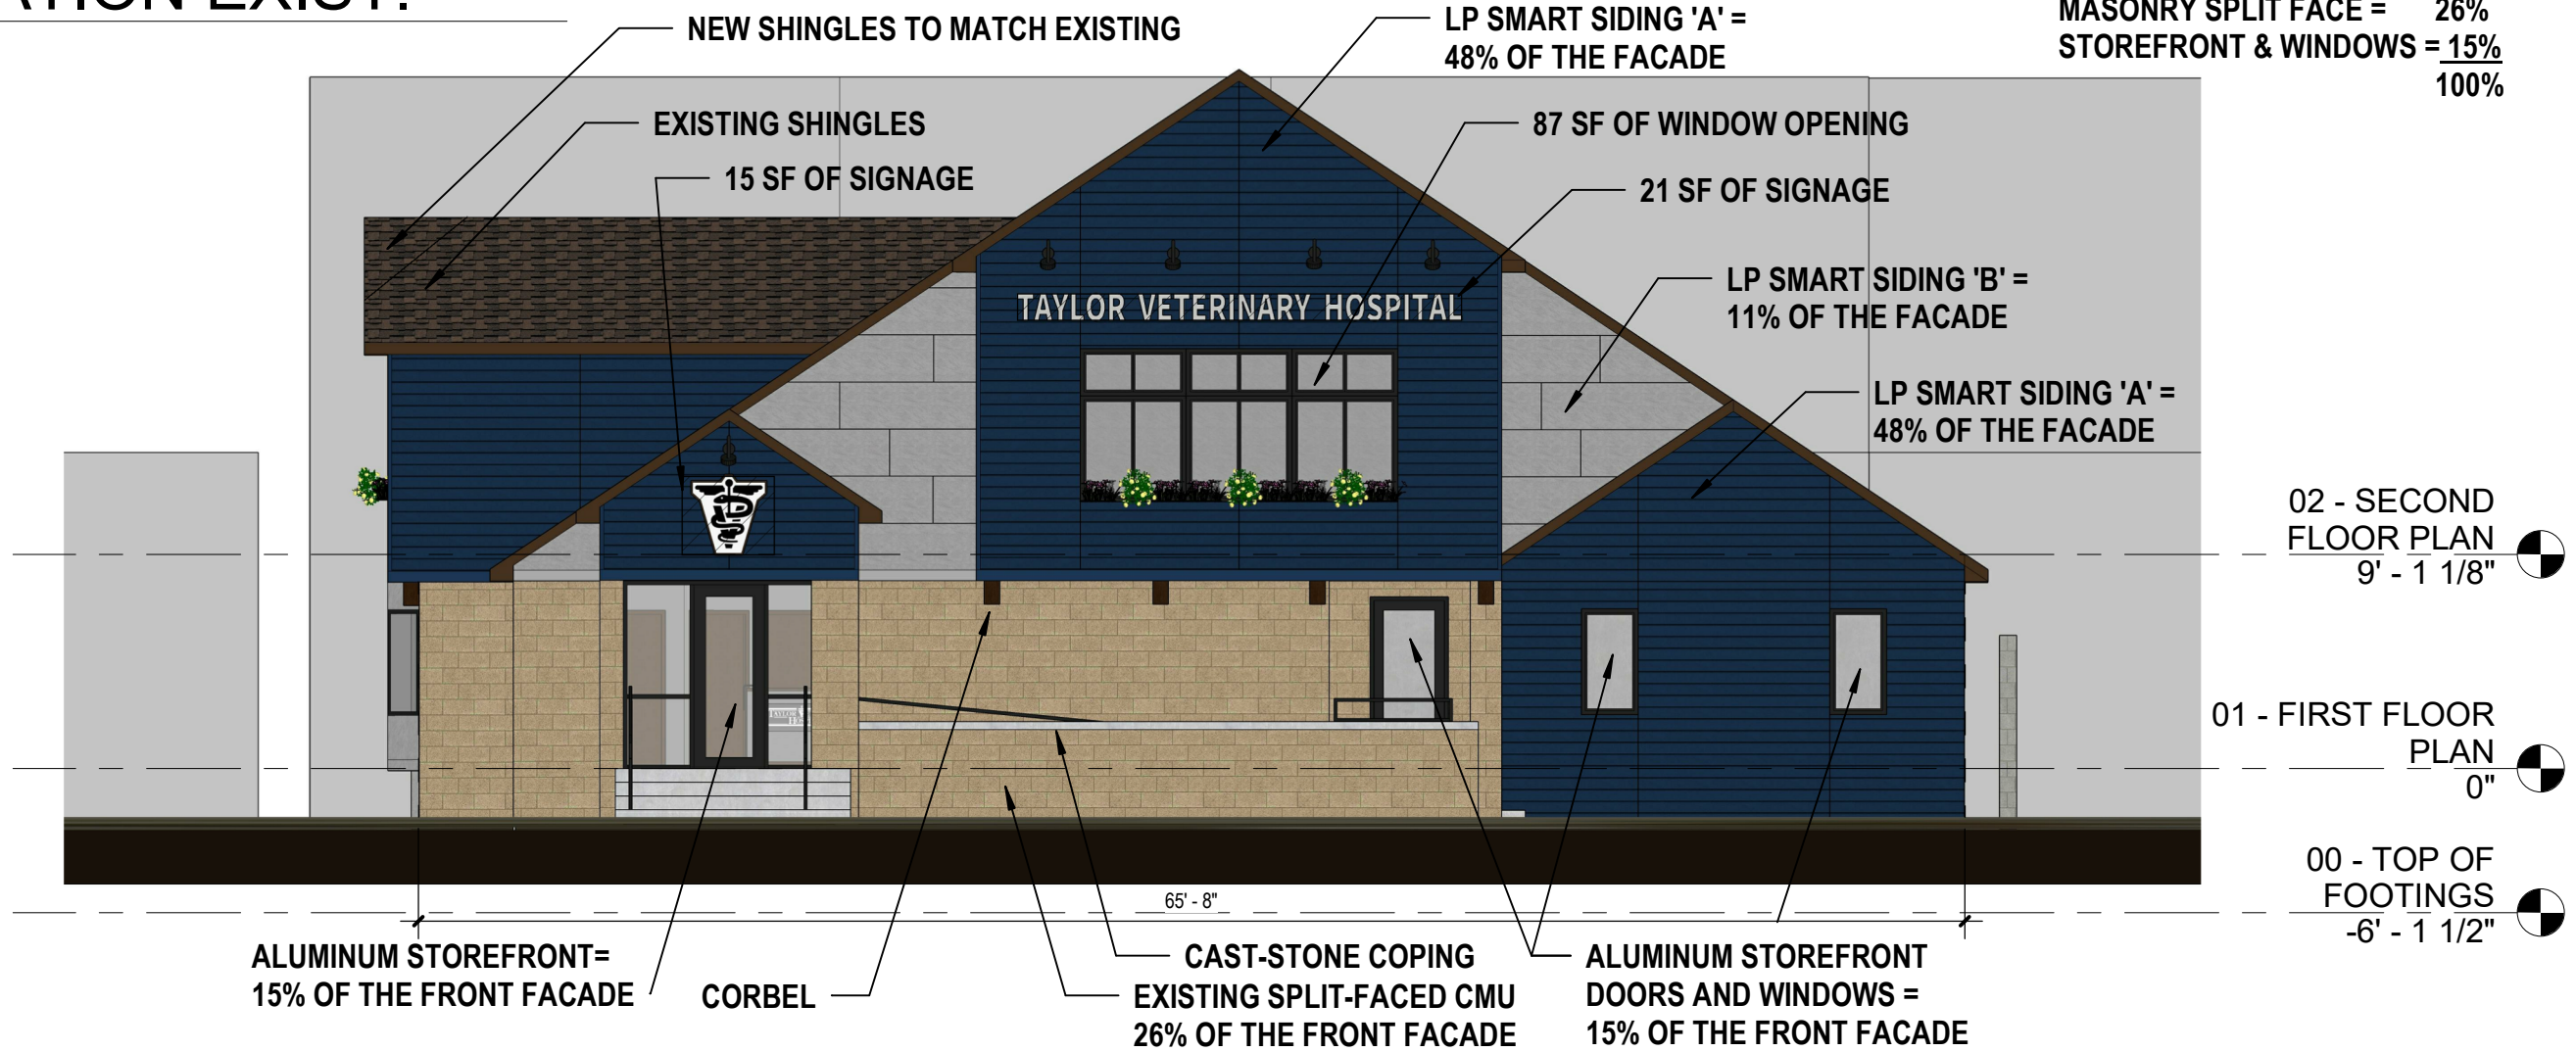 ATION EXIST.
NEW SHINGLES TO MATCH EXISTING
LP SMART SIDING 'A' =
48% OF THE FACADE
MASONRY SPLIT FACE = 26%
STOREFRONT & WINDOWS = 15%
100%
EXISTING SHINGLES
87 SF OF WINDOW OPENING
15 SF OF SIGNAGE
21 SF OF SIGNAGE
LP SMART SIDING 'B' =
11% OF THE FACADE
TAYLOR VETERINARY HOSPITAL
LP SMART SIDING 'A' =
48% OF THE FACADE
02 - SECOND
FLOOR PLAN
9' - 1 1/8"
01 - FIRST FLOOR
PLAN
0"
00 - TOP OF
FOOTINGS
-6' - 1 1/2"
65' - 8"
ALUMINUM STOREFRONT=
15% OF THE FRONT FACADE
CORBEL
CAST-STONE COPING
EXISTING SPLIT-FACED CMU
26% OF THE FRONT FACADE
ALUMINUM STOREFRONT
DOORS AND WINDOWS =
15% OF THE FRONT FACADE